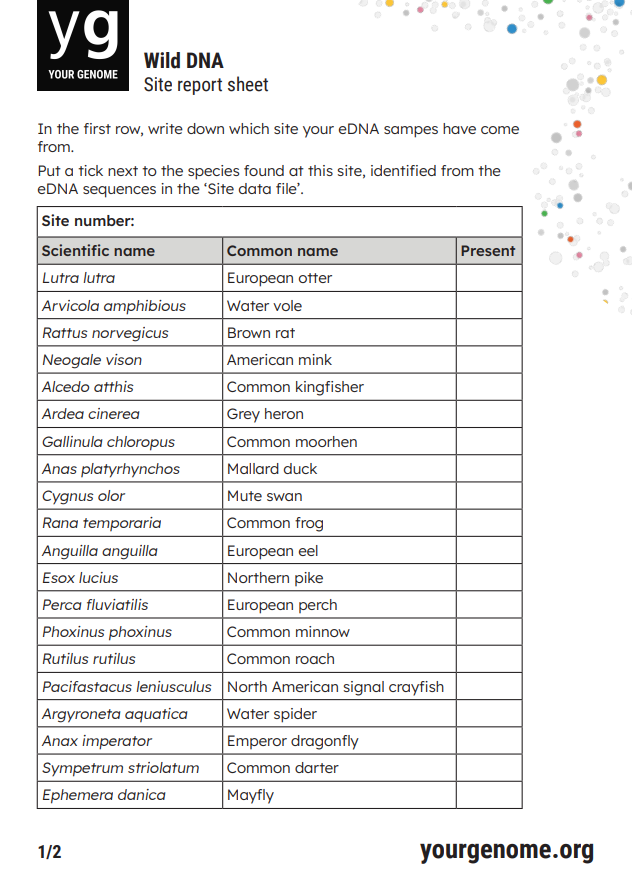 yg
YOUR GENOME
Wild DNA
Site report sheet
In the first row, write down which site your eDNA sampes have come
from.
Put a tick next to the species found at this site, identified from the
eDNA sequences in the ‘Site data file’.
Site number:
Scientific name Common name Present
Lutra lutra European otter
Arvicola amphibious Water vole
Rattus norvegicus Brown rat
Neogale vison American mink
Alcedo atthis Common kingfisher
Ardea cinerea Grey heron
Gallinula chloropus Common moorhen
Anas platyrhynchos Mallard duck
Cygnus olor Mute swan
Rana temporaria Common frog
Anguilla anguilla European eel
Esox lucius Northern pike
Perca fluviatilis European perch
Phoxinus phoxinus Common minnow
Rutilus rutilus Common roach
Pacifastacus leniusculus North American signal crayfish
Argyroneta aquatica Water spider
Anax imperator Emperor dragonfly
Sympetrum striolatum Common darter
Ephemera danica Mayfly
1/2 yourgenome.org